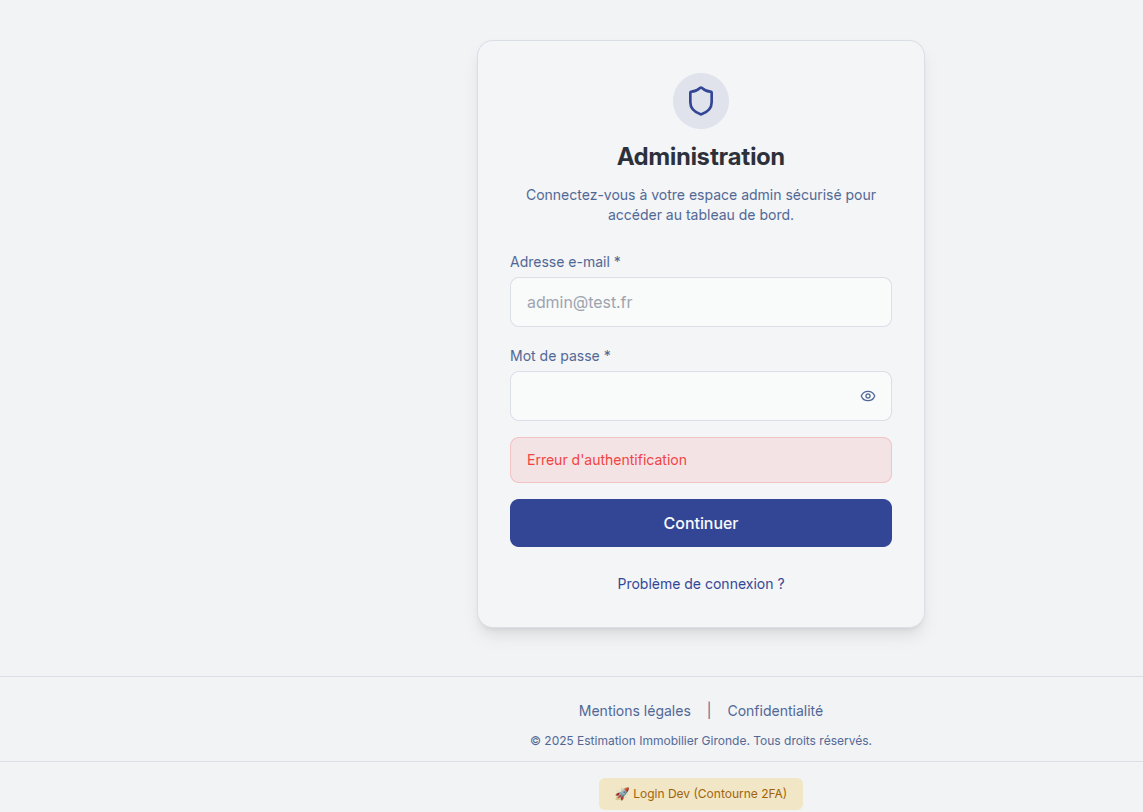 Administration
Connectez-vous à votre espace admin sécurisé pour
accéder au tableau de bord.
Adresse e-mail *
admin@test.fr
Mot de passe *
Erreur d'authentification
Continuer
Problème de connexion ?
Mentions légales | Confidentialité
© 2025 Estimation Immobilier Gironde. Tous droits réservés.
🚀 Login Dev (Contourne 2FA)